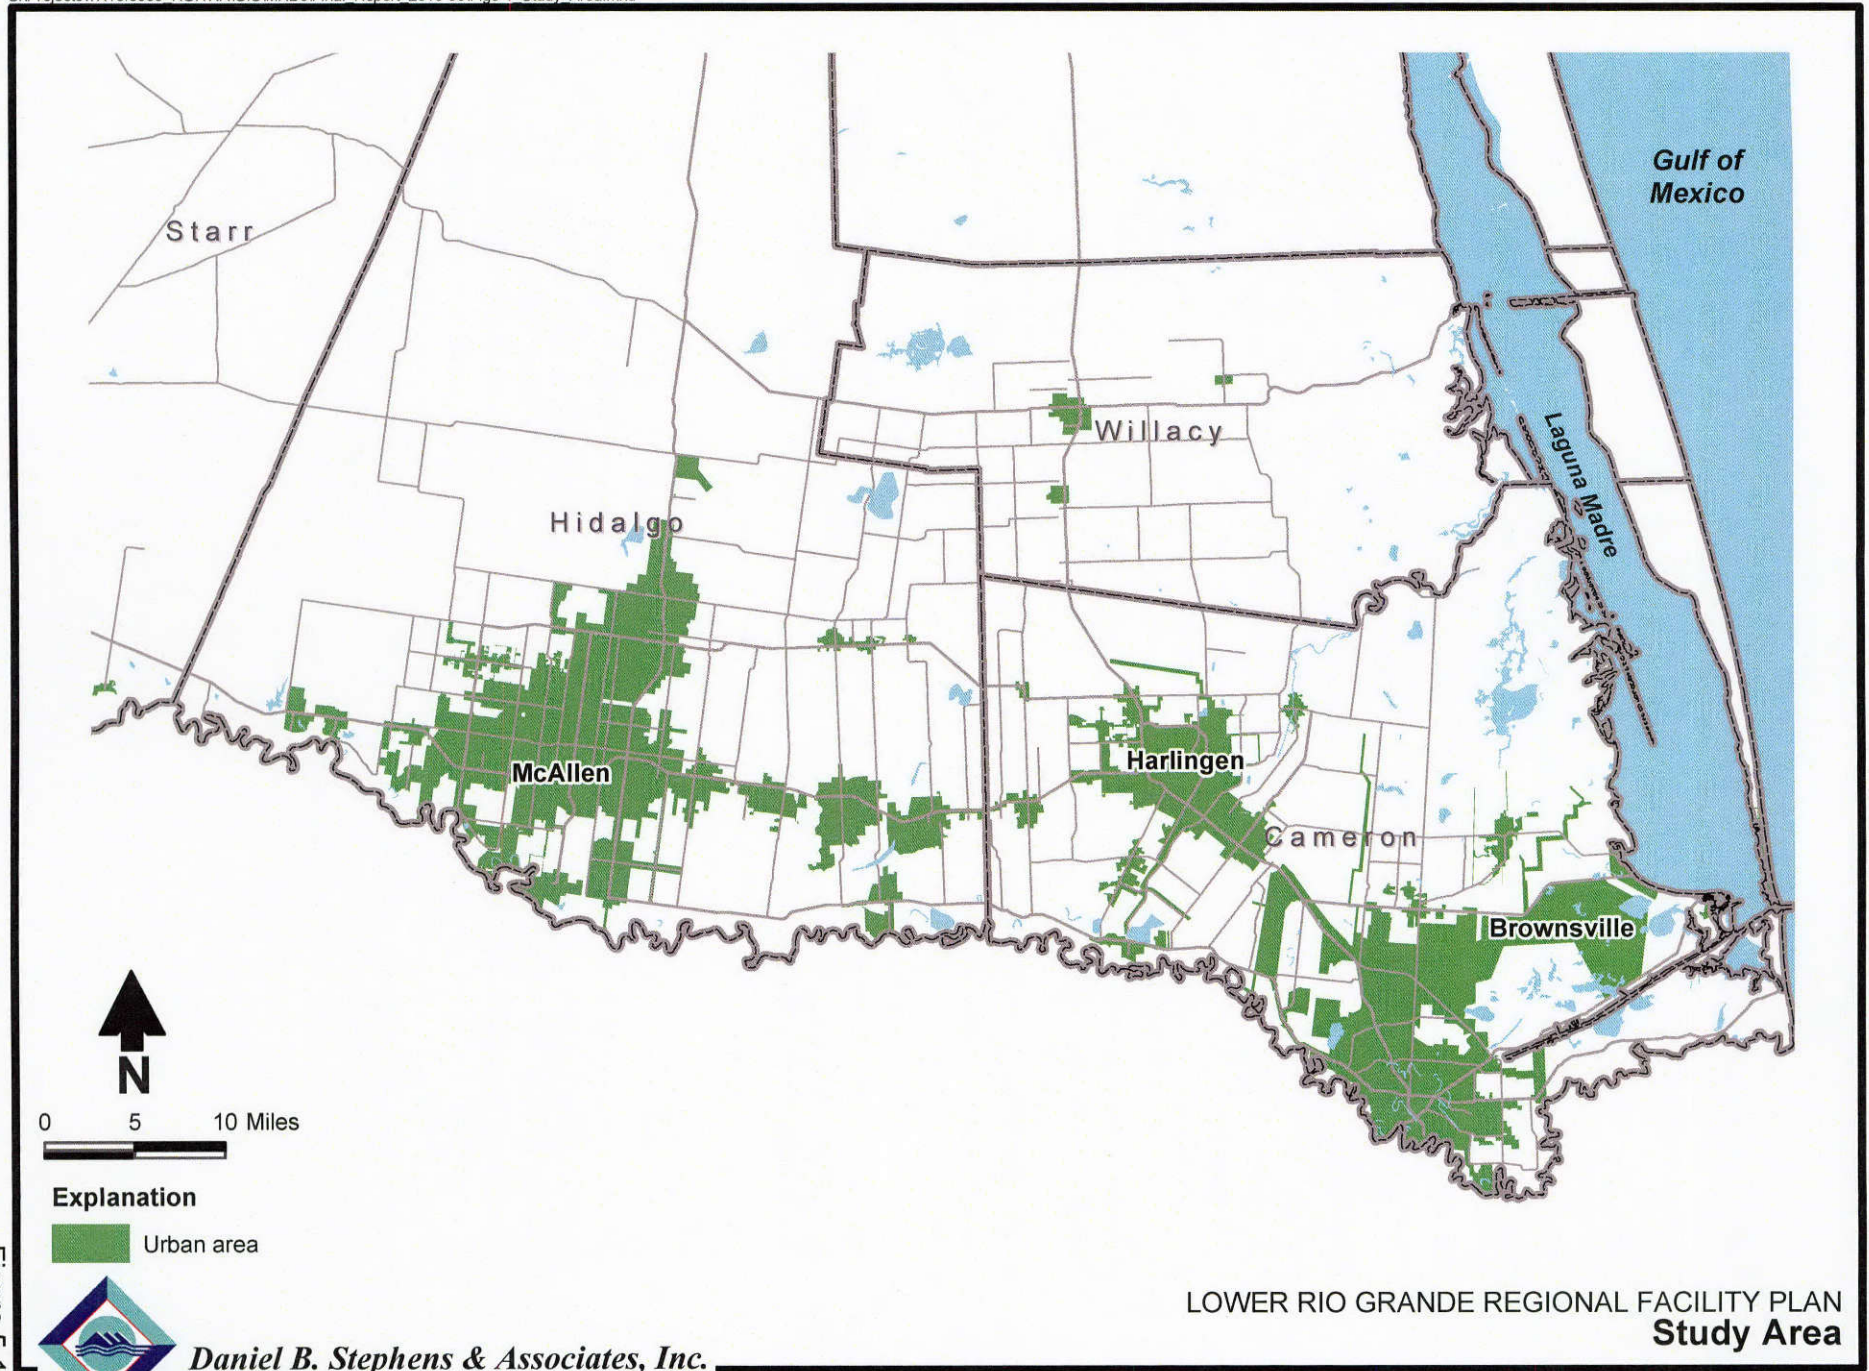 Gulf of
Mexico
Starr
Willacy
Laguna Madre
Hidalgo
McAllen
Harlingen
Cameron
Brownsville
N
0 5 10 Miles
Explanation
Urban area
LOWER RIO GRANDE REGIONAL FACILITY PLAN
Study Area
Daniel B. Stephens & Associates, Inc.